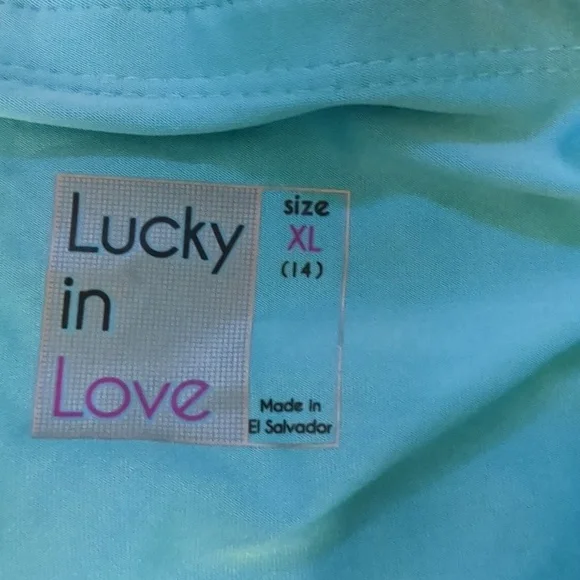 Lucky
in
Love
size
XL
(14)
Made in
El Salvador